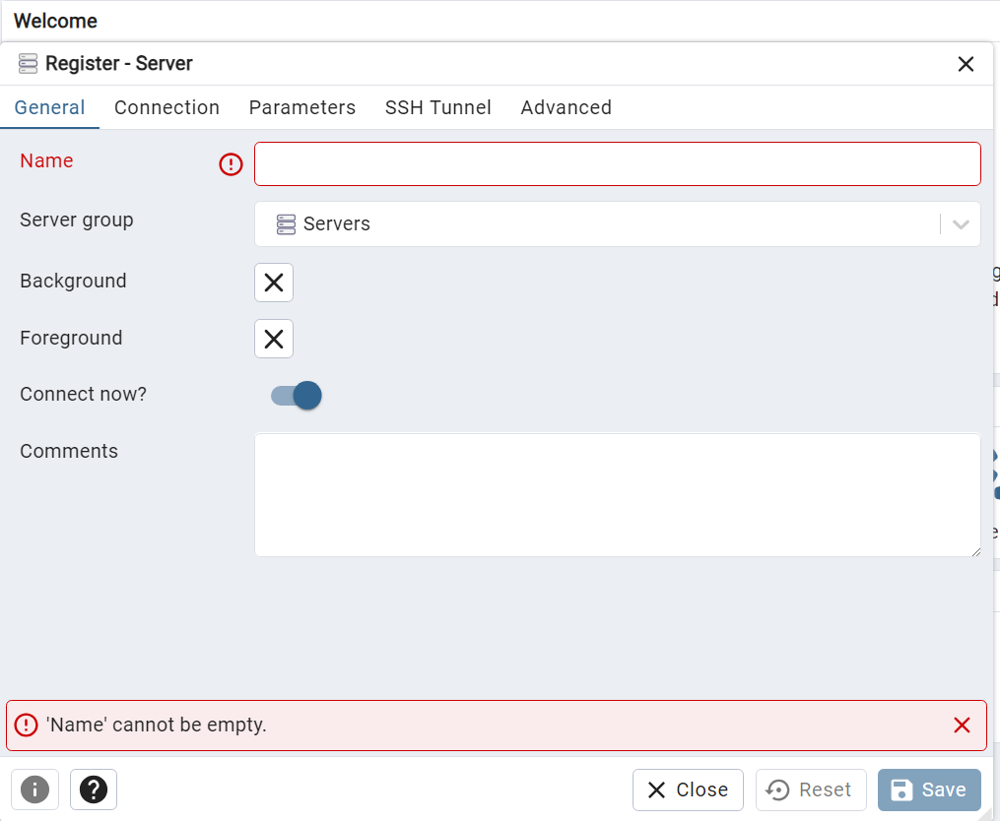 Welcome
Register - Server
General Connection Parameters SSH Tunnel Advanced
Name
Server group Servers
Background
Foreground
Connect now?
Comments
'Name' cannot be empty.
Close Reset Save